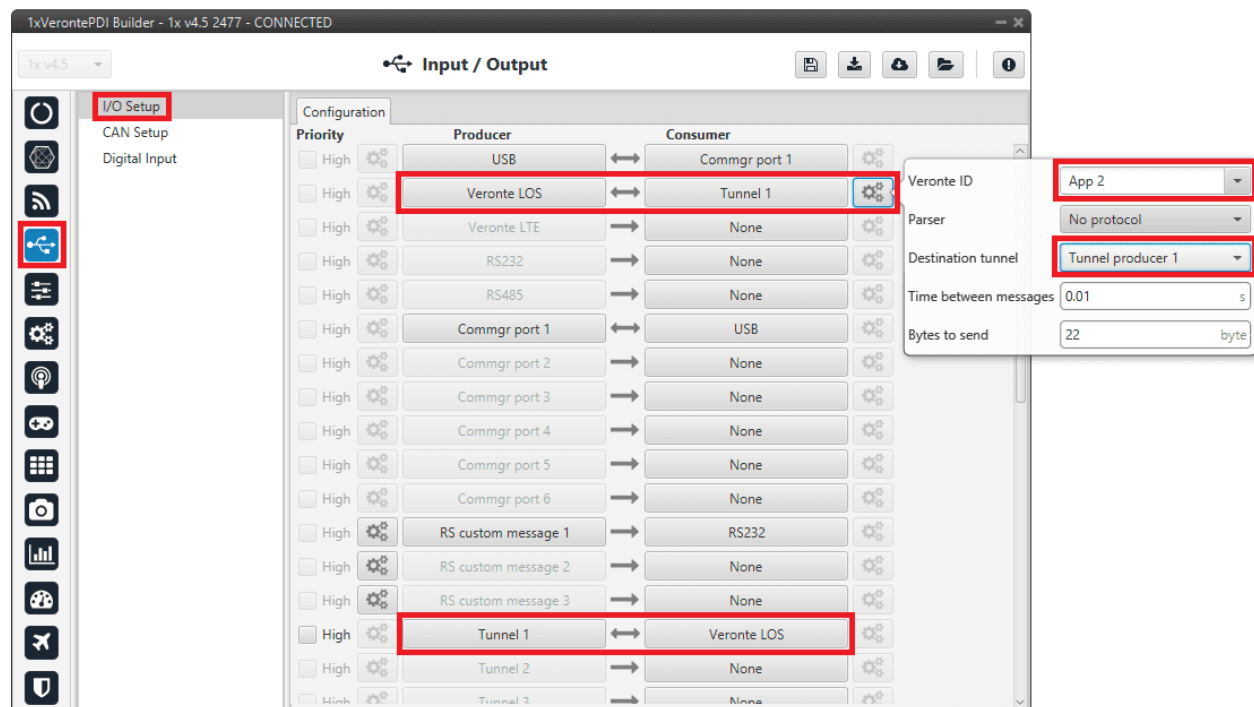 1xVerontePDI Builder - 1x v4.5 2477 - CONNECTED
1x v4.5
Input / Output
I/O Setup
CAN Setup
Digital Input
Configuration
Priority Producer Consumer
High USB Commgr port 1
High Veronte LOS Tunnel 1
High Veronte LTE None
High RS232 None
High RS485 None
High Commgr port 1 USB
High Commgr port 2 None
High Commgr port 3 None
High Commgr port 4 None
High Commgr port 5 None
High Commgr port 6 None
High RS custom message 1 RS232
High RS custom message 2 None
High RS custom message 3 None
High Tunnel 1 Veronte LOS
High Tunnel 2 None
High Tunnel 3 None
Veronte ID App 2
Parser No protocol
Destination tunnel Tunnel producer 1
Time between messages 0.01 s
Bytes to send 22 byte